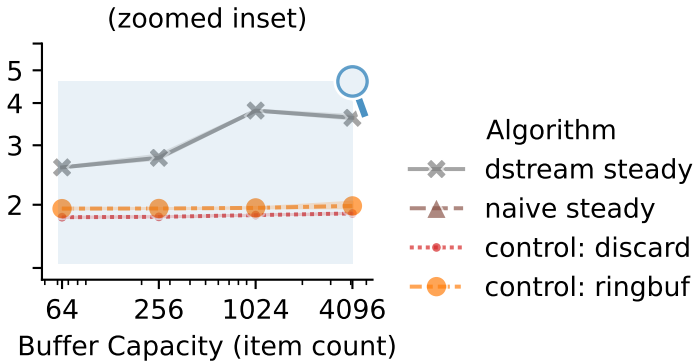 (zoomed inset)
5
4
3
2
64 256 1024 4096
Buffer Capacity (item count)
Algorithm
dstream steady
naive steady
control: discard
control: ringbuf